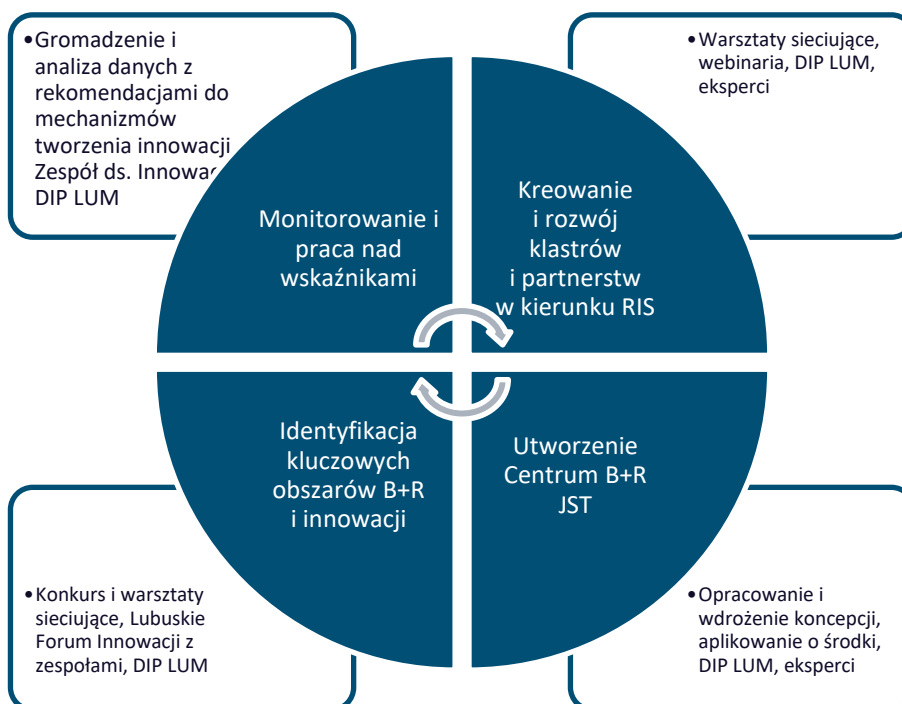 •Gromadzenie i
analiza danych z
rekomendacjami do
mechanizmów
tworzenia innowacji
Zespół ds.
DIP LUM
•Warsztaty sieciujące,
webinaria, DIP LUM,
eksperci
Monitorowanie i
praca nad
wskaźnikami
Kreowanie
i rozwój
klastrów
i partnerstw
w kierunku RIS
Identyfikacja
kluczowych
obszarów B+R
i innowacji
Utworzenie
Centrum B+R
JST
•Konkurs i warsztaty
sieciujące, Lubuskie
Forum Innowacji z
zespołami, DIP LUM
•Opracowanie i
wdrożenie koncepcji,
aplikowanie o środki,
DIP LUM, eksperci